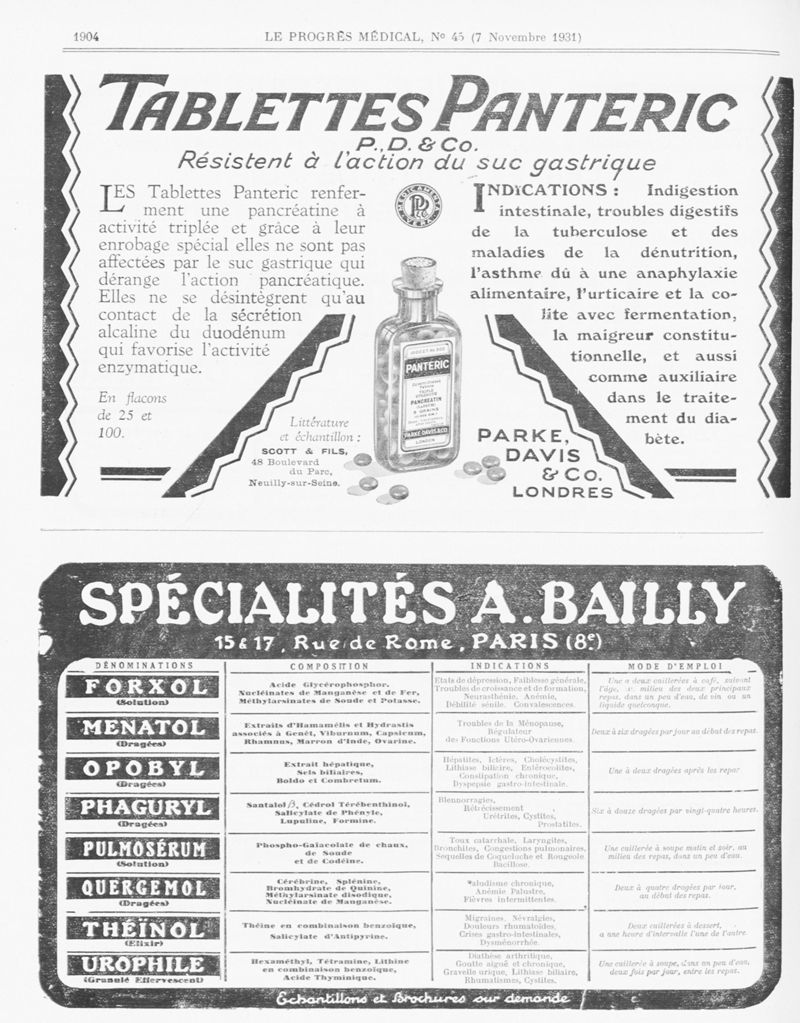 1904
LE PROGRÈS MÉDICAL, No 45 (7 Novembre 1931)
TABLETTES PANTERIC
P., D. & Co.
Résistent à l'action du suc gastrique
LES Tablettes Panteric renfer-
ment une pancréatine à
activité triplée et grâce à leur
enrobage spécial elles ne sont pas
affectées par le suc gastrique qui
dérange l'action pancréatique.
Elles ne se désintègrent qu'au
contact de la sécrétion
alcaline du duodénum
qui favorise l'activité
enzymatique.
En flacons
de 25 et
100.
Littérature
et échantillon :
SCOTT & FILS,
48 Boulevard
du Parc,
Neuilly-sur-Seine.
PANTERIC
TRIPLE
PANCREATIN
5 GRAINS
PARKE, DAVIS & CO
LONDON
INDICATIONS : Indigestion
intestinale, troubles digestifs
de la tuberculose et des
maladies de la dénutrition,
l'asthme dû à une anaphylaxie
alimentaire, l'urticaire et la co-
lite avec fermentation,
la maigreur constitu-
tionnelle, et aussi
comme auxiliaire
dans le traite-
ment du dia-
bète.
PARKE,
DAVIS
& Co.
LONDRES
SPÉCIALITÉS A. BAILLY
15 & 17, Rue de Rome, PARIS (8e)
DÉNOMINATIONS COMPOSITION INDICATIONS MODE D'EMPLOI
FORXOL
(Solution)
Acide Glycérophosphor.
Nucléinates de Manganèse et de Fer,
Méthylarsinates de Soude et Potasse.
Etats de dépression, Faiblesse générale,
Troubles de croissance et de formation,
Neurasthénie, Anémie,
Débilité sénile, Convalescences.
Une a deux cuillerées à café, suivant
l'âge, au milieu des deux principaux
repas, dans un peu d'eau, de vin ou un
liquide quelconque.
MENATOL
(Dragées)
Extraits d'Hamamélis et Hydrastis
associés à Genêt, Viburnum, Capsicum,
Rhamnus, Marron d'Inde, Ovarine.
Troubles de la Ménopause,
Régulateur
des Fonctions Utéro-Ovariennes.
Deux à six dragées par jour au début des repas.
OPOBYL
(Dragées)
Extrait hépatique,
Sels biliaires,
Boldo et Combretum.
Hépatites, Ictères, Cholécystites,
Lithiase biliaire, Entérocolites,
Constipation chronique,
Dyspepsie gastro-intestinale.
Une à deux dragées après les repas
PHAGURYL
(Dragées)
Santalol β, Cédrol Térébenthinol,
Salicylate de Phényle,
Lupuline, Formine.
Blennorragies,
Rétrécissement
Urétrites, Cystites,
Prostatites.
Six à douze dragées par vingt-quatre heures.
PULMOSÉRUM
(Solution)
Phospho-Gaïacolate de chaux,
de Soude
et de Codéine.
Toux catarrhale, Laryngites,
Bronchites, Congestions pulmonaires,
Sequelles de Coqueluche et Rougeole
Bacillose.
Une cuillerée à soupe matin et soir, au
milieu des repas, dans un peu d'eau.
QUERGEMOL
(Dragées)
Cérébrine, Splénine,
Bromhydrate de Quinine,
Méthylarsinate disodique,
Nucléinate de Manganèse.
Paludisme chronique,
Anémie Palustre,
Fièvres intermittentes.
Deux à quatre dragées par jour,
au début des repas.
THÉÏNOL
(Elixir)
Théine en combinaison benzoïque,
Salicylate d'Antipyrine.
Migraines, Névralgies,
Douleurs rhumatoïdes,
Crises gastro-intestinales,
Dysménorrhée.
Deux cuillerées à dessert,
a une heure d'intervalle l'une de l'autre
UROPHILE
(Granulé Effervescent)
Hexaméthyl, Tétramine, Lithine
en combinaison benzoïque,
Acide Thyminique.
Diathèse arthritique,
Goutte aiguë et chronique,
Gravelle urique, Lithiase biliaire,
Rhumatismes, Cystites.
Une cuillerée à soupe, dans un peu d'eau,
deux fois par jour, entre les repas.
Echantillons et Brochures sur demande